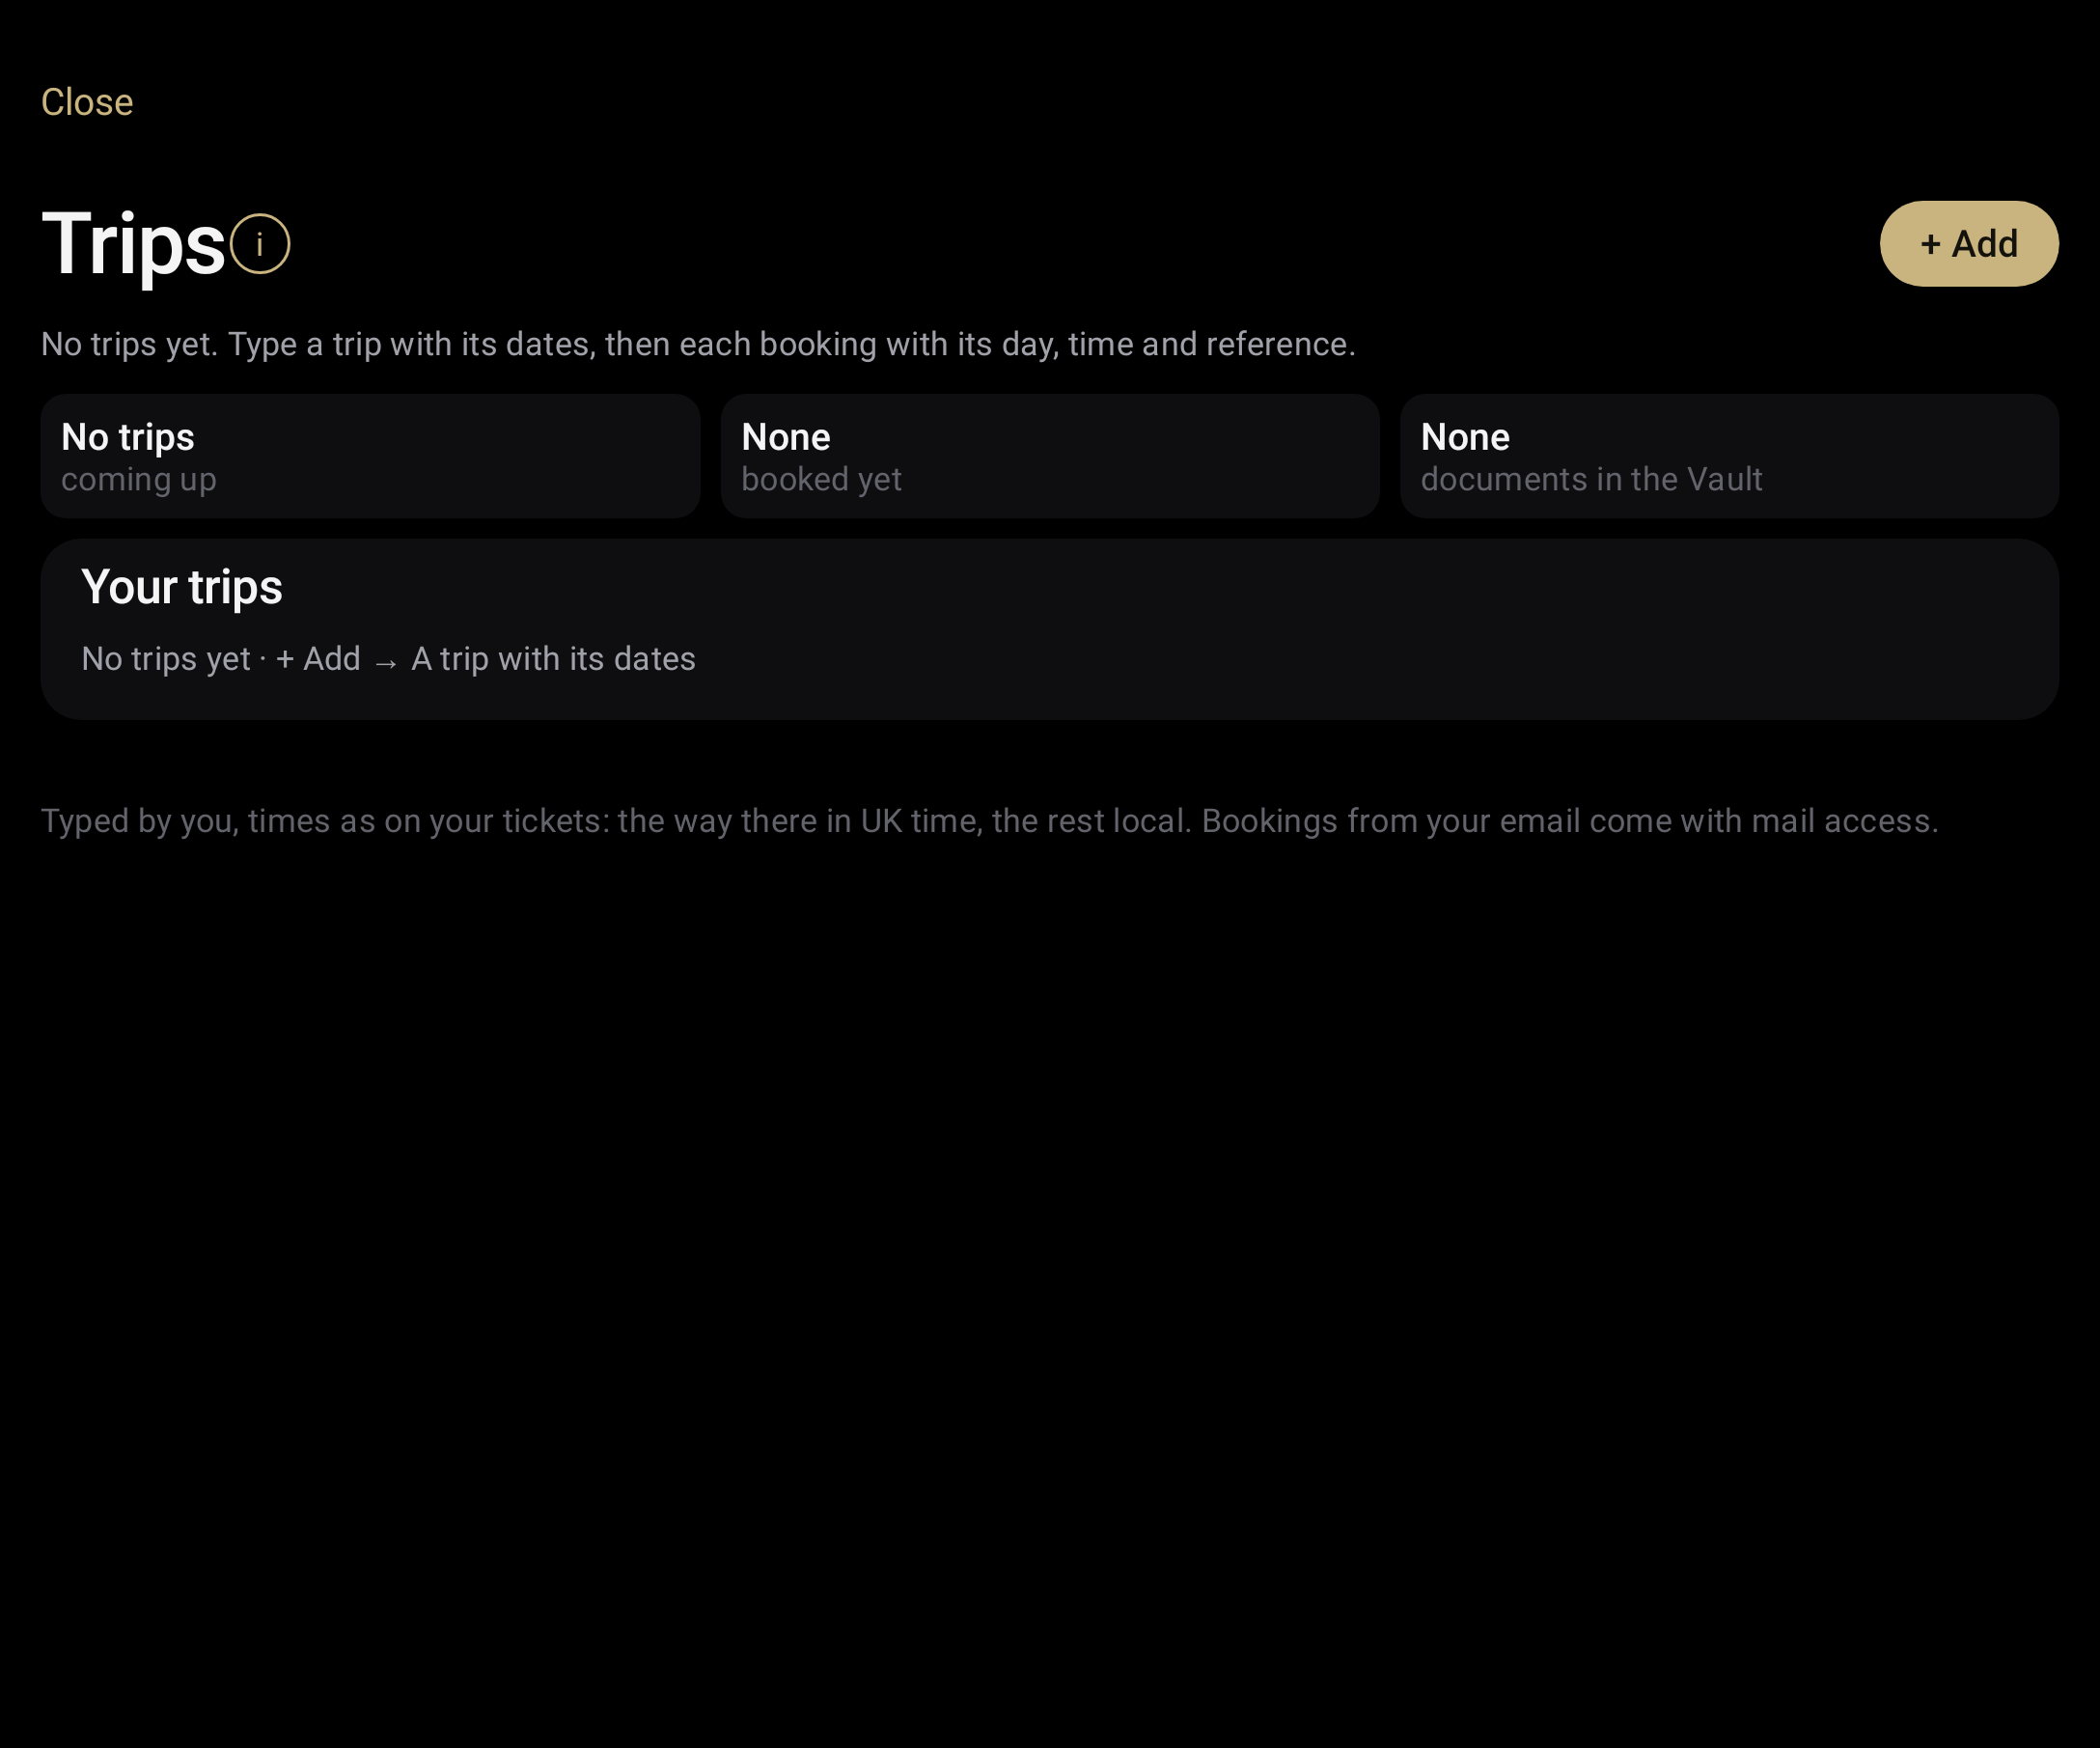 Close
Trips
i
+ Add
No trips yet. Type a trip with its dates, then each booking with its day, time and reference.
No trips
coming up
None
booked yet
None
documents in the Vault
Your trips
No trips yet · + Add → A trip with its dates
Typed by you, times as on your tickets: the way there in UK time, the rest local. Bookings from your email come with mail access.